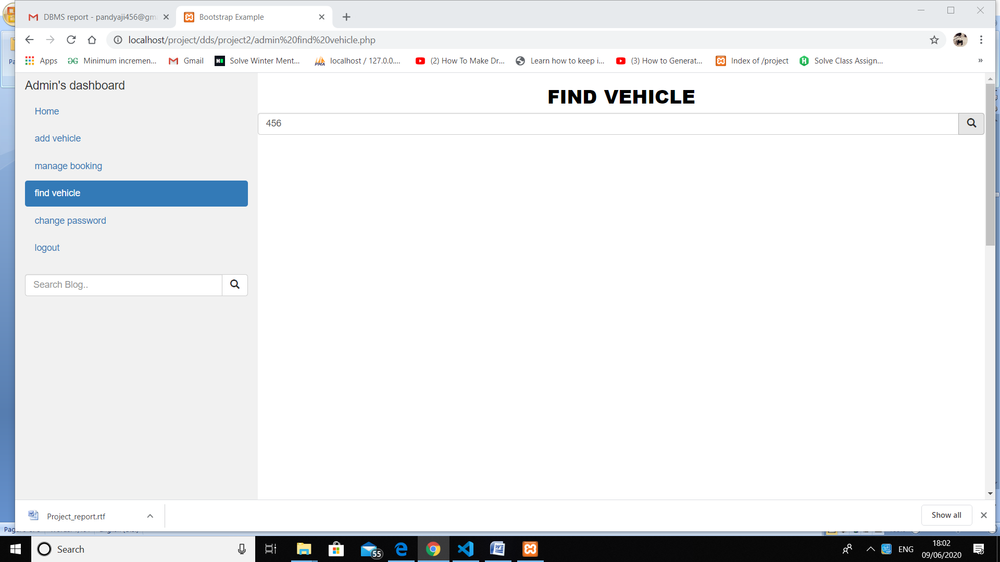 DBMS report - pandyaji456@gm
Bootstrap Example
localhost/project/dds/project2/admin%20find%20vehicle.php
Apps
Minimum incremen...
Gmail
Solve Winter Ment...
localhost / 127.0.0....
(2) How To Make Dr...
Learn how to keep i...
(3) How to Generat...
Index of /project
Solve Class Assign...
»
Admin's dashboard
Home
add vehicle
manage booking
find vehicle
change password
logout
Search Blog..
FIND VEHICLE
456
Project_report.rtf
Show all
Search
55
ENG
18:02
09/06/2020